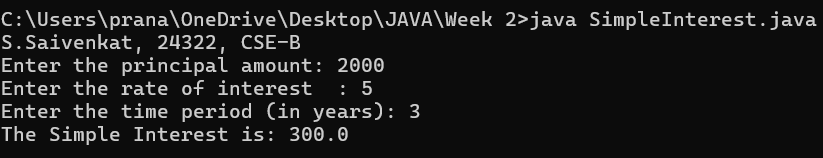 C:\Users\prana\OneDrive\Desktop\JAVA\Week 2>java SimpleInterest.java
S.Saivenkat, 24322, CSE-B
Enter the principal amount: 2000
Enter the rate of interest  : 5
Enter the time period (in years): 3
The Simple Interest is: 300.0